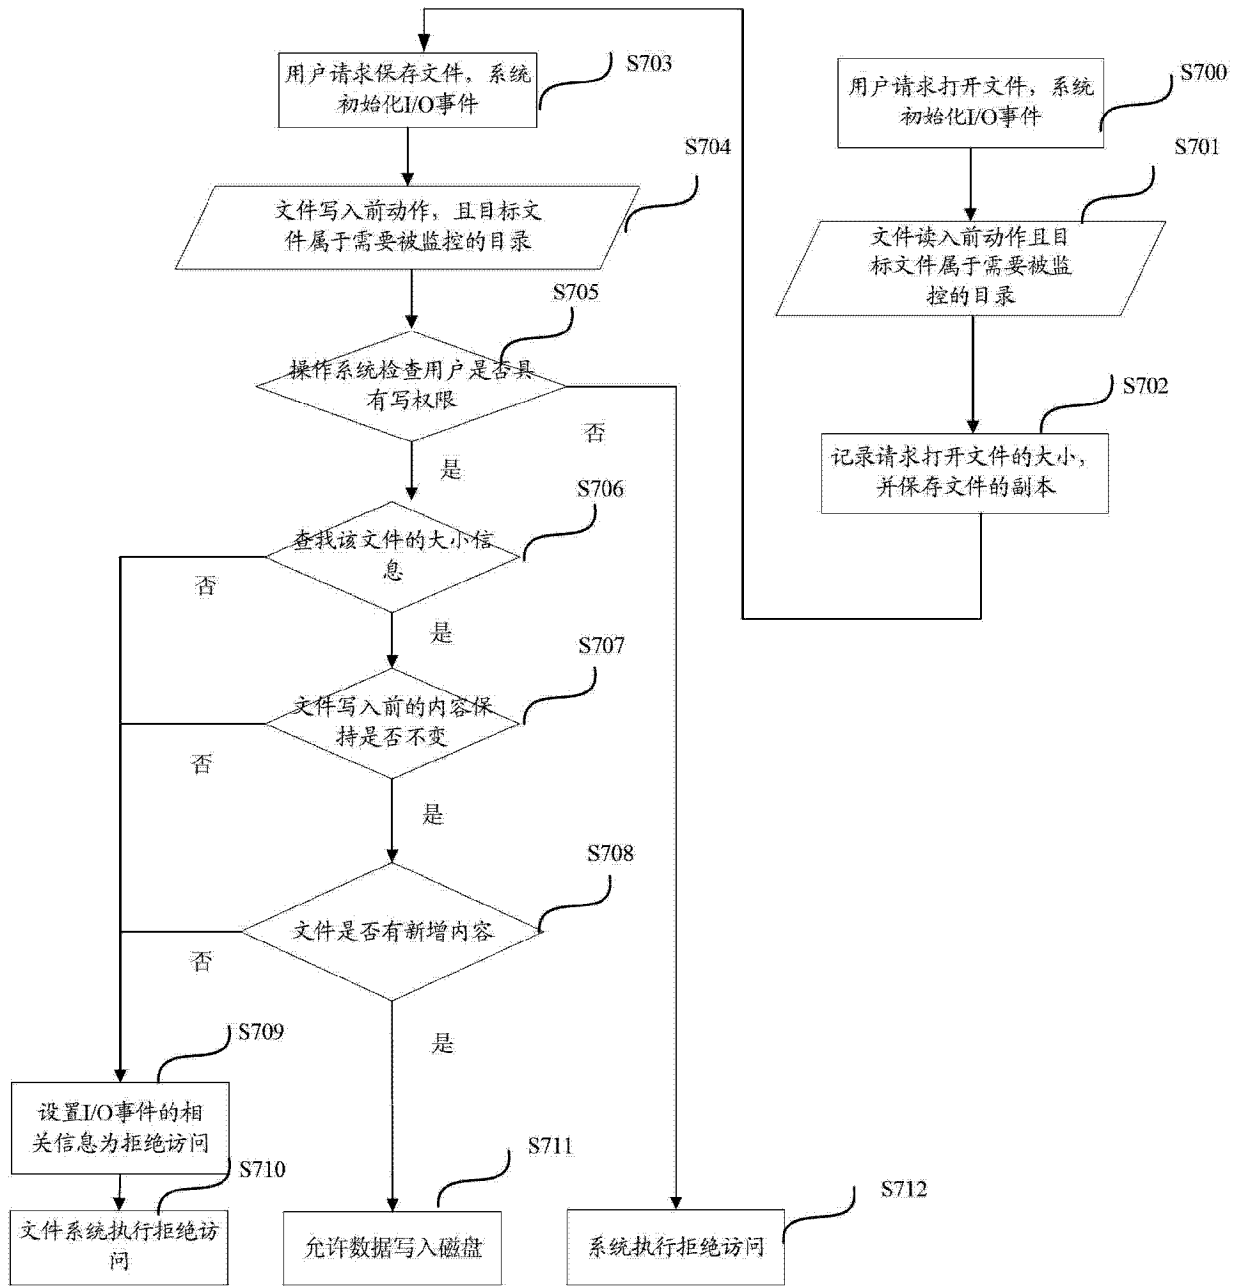 S700
用户请求打开文件，系统
初始化I/O事件
S701
文件读入前动作且目
标文件属于需要被监
控的目录
S702
记录请求打开文件的大小，
并保存文件的副本
S703
用户请求保存文件，系统
初始化I/O事件
S704
文件写入前动作，且目标文
件属于需要被监控的目录
S705
操作系统检查用户是否具
有写权限
否
是
S706
查找该文件的大小信
息
否
是
S707
文件写入前的内容保
持是否不变
否
是
S708
文件是否有新增内容
否
是
S709
设置I/O事件的相
关信息为拒绝访问
S710
文件系统执行拒绝访
问
S711
允许数据写入磁盘
S712
系统执行拒绝访问